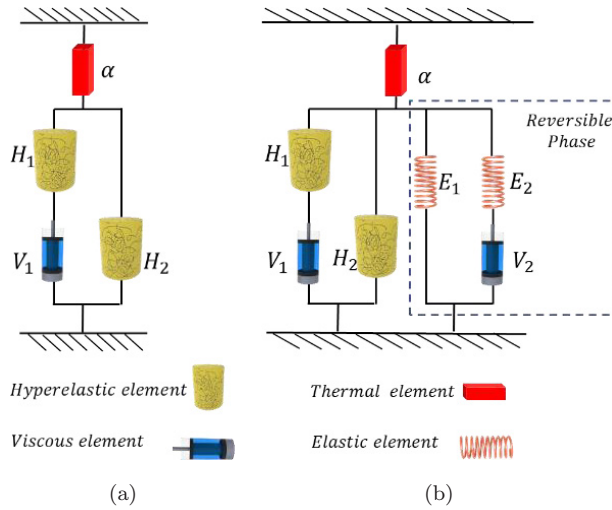 α
H₁
V₁
H₂
α
Reversible
Phase
H₁
E₁
E₂
V₁
H₂
V₂
Hyperelastic element
Thermal element
Viscous element
Elastic element
(a)
(b)